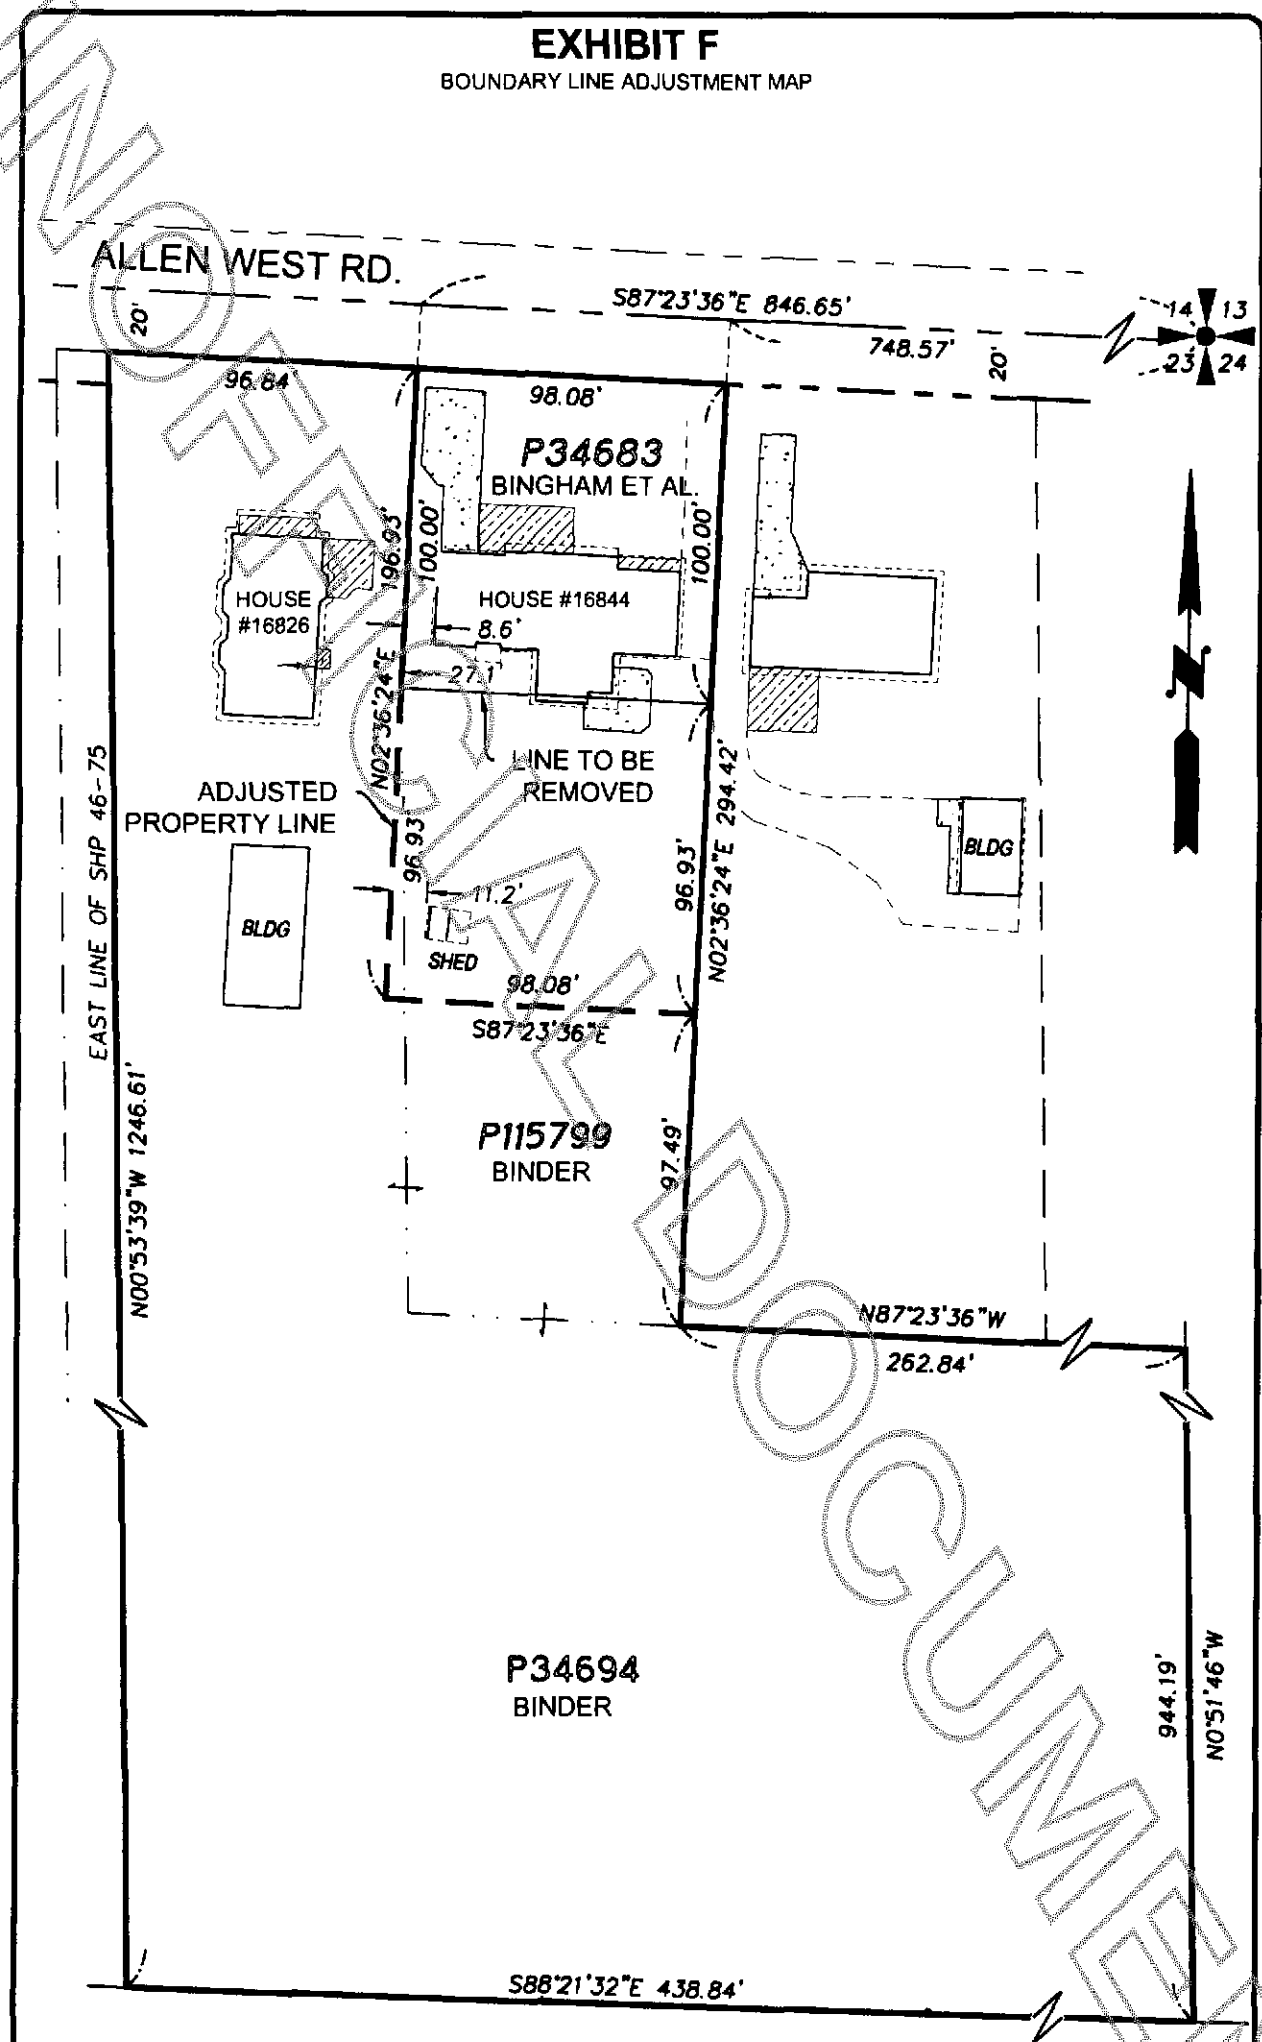 EXHIBIT F
BOUNDARY LINE ADJUSTMENT MAP
ALLEN WEST RD.
S87°23'36"E 846.65'
748.57'
20'
20'
14 13
23 24
96.84'
98.08'
P34683
BINGHAM ET AL.
196.93'
100.00'
100.00'
HOUSE
#16826
HOUSE #16844
8.6'
27.1'
N02°36'24"E
LINE TO BE
REMOVED
ADJUSTED
PROPERTY LINE
96.93'
96.93'
N02°36'24"E 294.42'
BLDG
BLDG
11.2'
SHED
98.08'
S87°23'36"E
EAST LINE OF SHP 46-75
N00°53'39"W 1246.61'
P115799
BINDER
97.49'
N87°23'36"W
262.84'
P34694
BINDER
944.19'
N0°51'46"W
S88°21'32"E 438.84'
UNOFFICIAL DOCUME